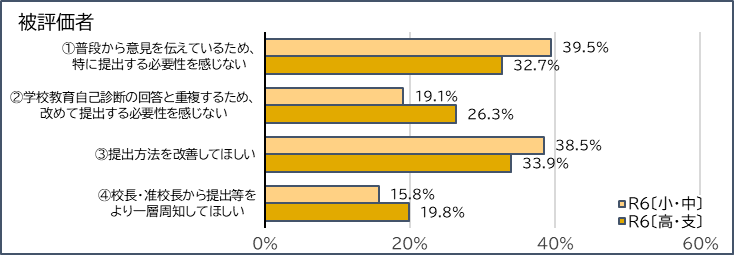 被評価者
①普段から意見を伝えているため、
特に提出する必要性を感じない
39.5%
32.7%
②学校教育自己診断の回答と重複するため、
改めて提出する必要性を感じない
19.1%
26.3%
③提出方法を改善してほしい
38.5%
33.9%
④校長・准校長から提出等を
より一層周知してほしい
15.8%
19.8%
R6〔小・中〕
R6〔高・支〕
0% 20% 40% 60%